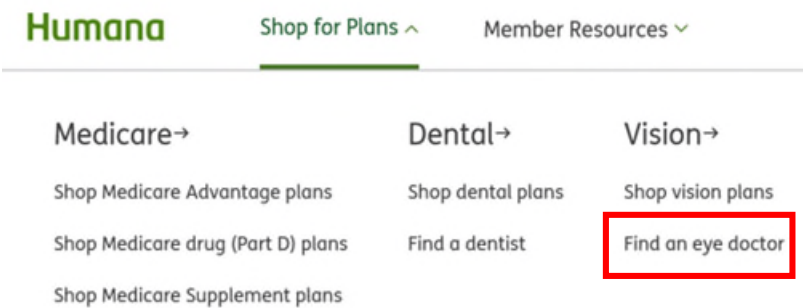 Humana Shop for Plans Member Resources
Medicare→ Dental→ Vision→
Shop Medicare Advantage plans Shop dental plans Shop vision plans
Shop Medicare drug (Part D) plans Find a dentist Find an eye doctor
Shop Medicare Supplement plans